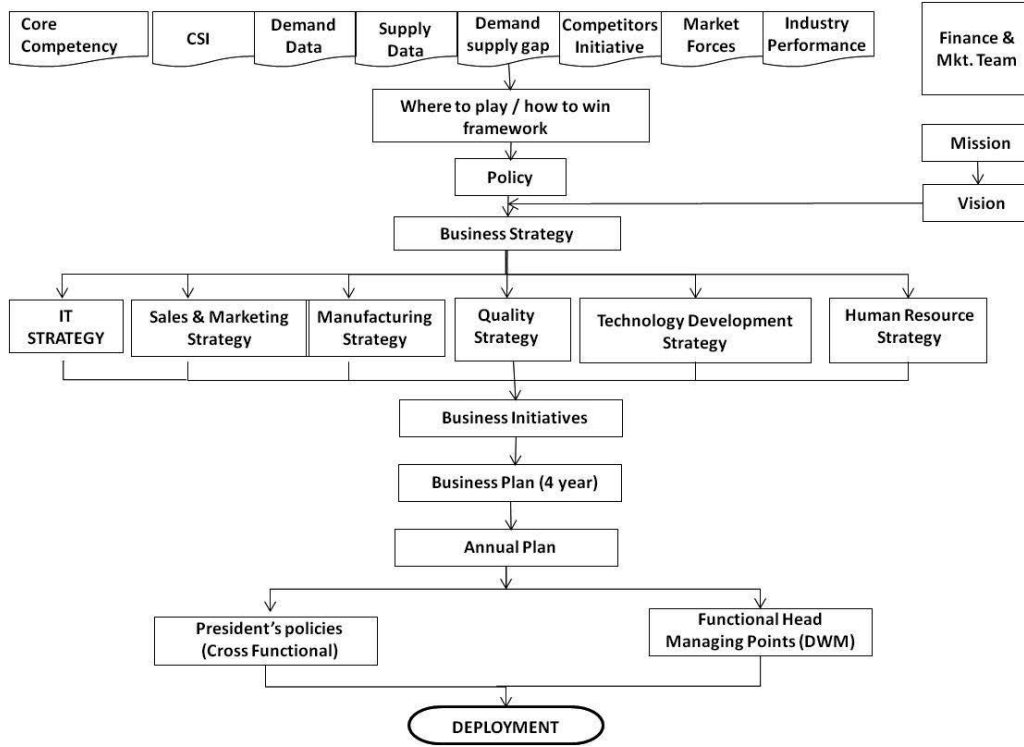 Core
Competency
CSI
Demand
Data
Supply
Data
Demand
supply gap
Competitors
Initiative
Market
Forces
Industry
Performance
Finance &
Mkt. Team
Where to play / how to win
framework
Mission
Policy
Vision
Business Strategy
IT
STRATEGY
Sales & Marketing
Strategy
Manufacturing
Strategy
Quality
Strategy
Technology Development
Strategy
Human Resource
Strategy
Business Initiatives
Business Plan (4 year)
Annual Plan
President’s policies
(Cross Functional)
Functional Head
Managing Points (DWM)
DEPLOYMENT